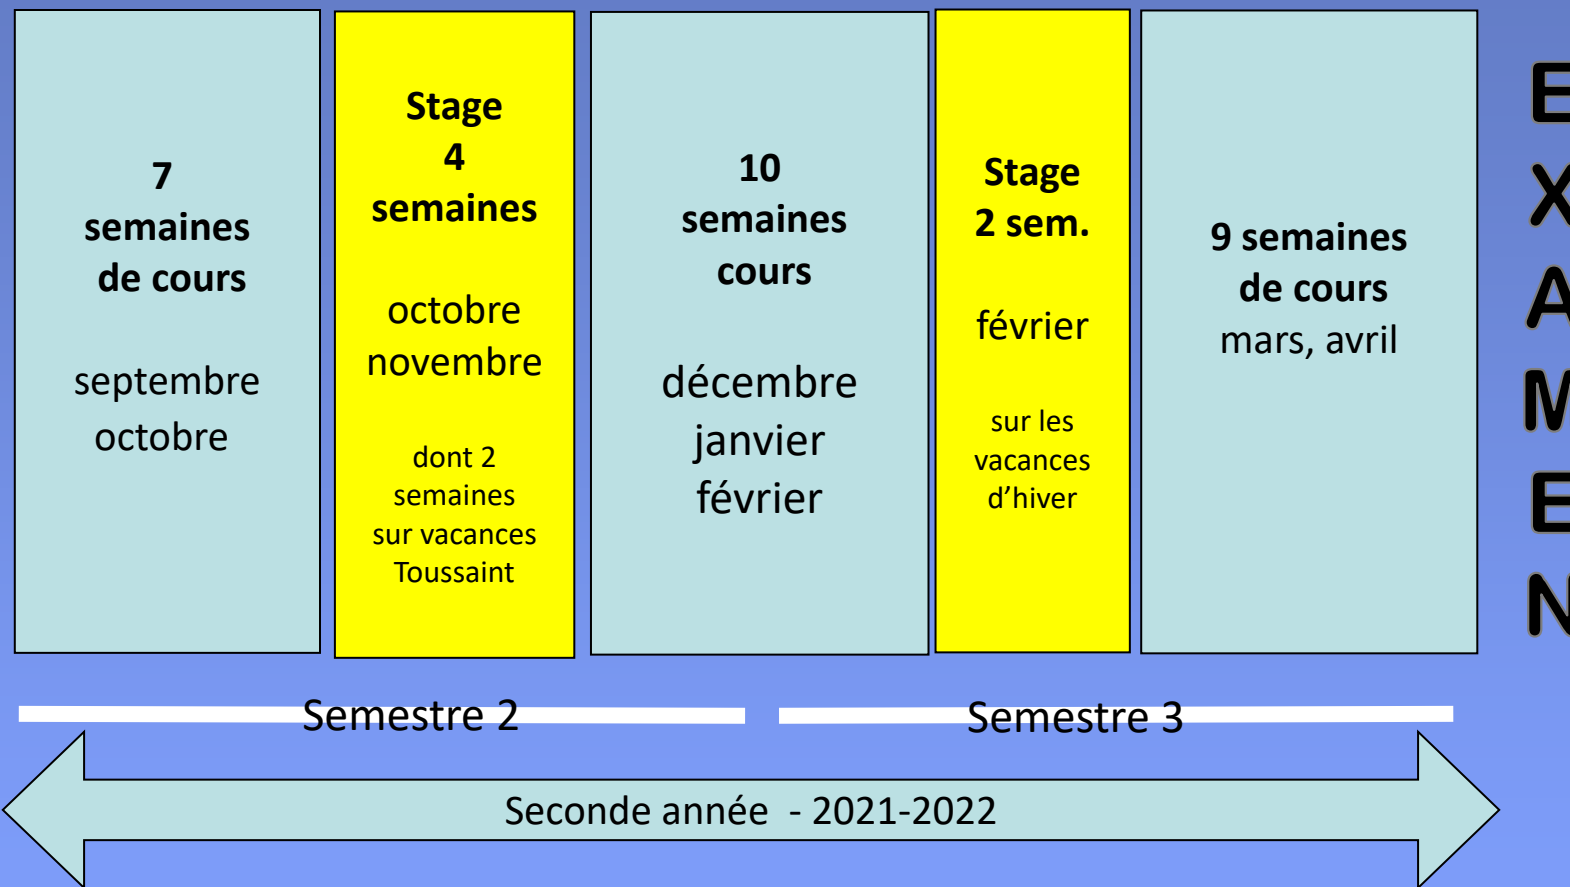 7
semaines
de cours
septembre
octobre
Stage
4
semaines
octobre
novembre
dont 2
semaines
sur vacances
Toussaint
10
semaines
cours
décembre
janvier
février
Stage
2 sem.
février
sur les
vacances
d’hiver
9 semaines
de cours
mars, avril
E
X
A
M
E
N
Semestre 2
Semestre 3
Seconde année - 2021-2022